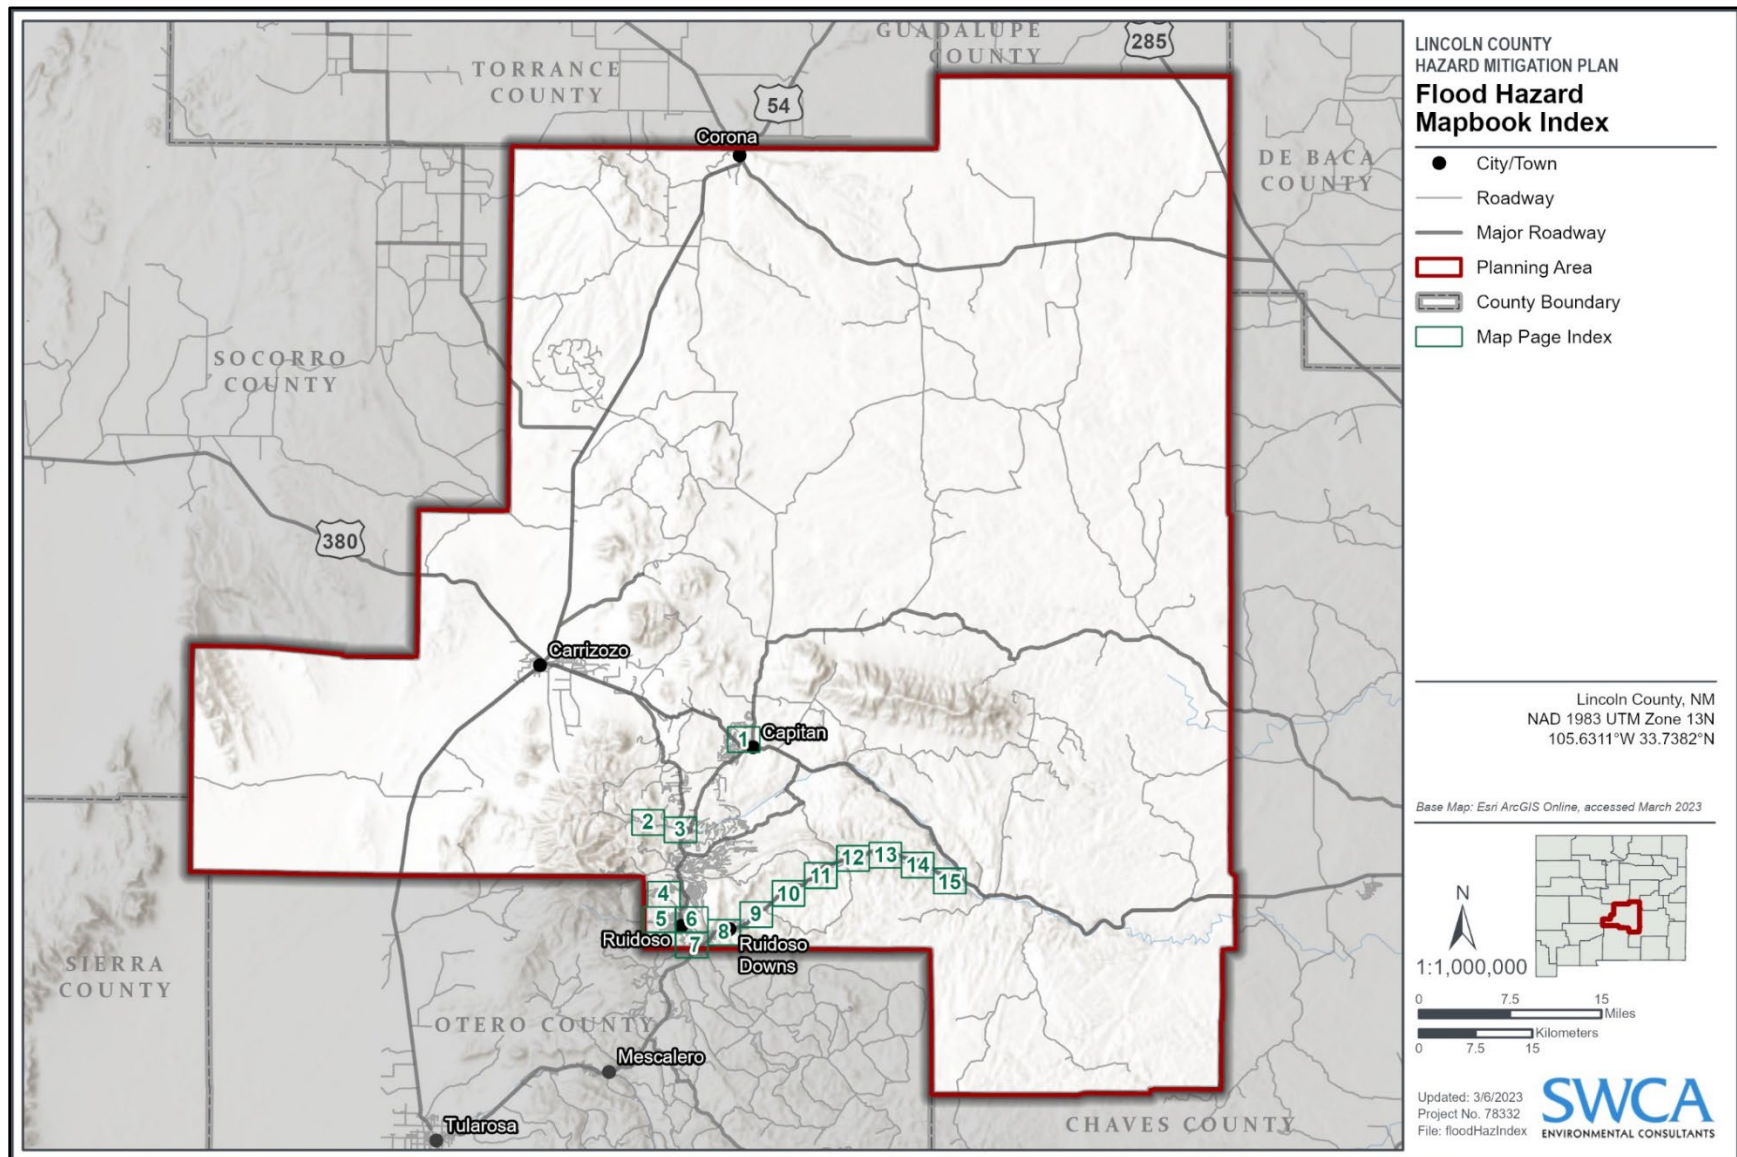 GUADALUPE
COUNTY
285
TORRANCE
COUNTY
54
Corona
DE BACA
COUNTY
SOCORRO
COUNTY
380
Carrizozo
1
Capitan
2
3
4
5
6
7
8
9
10
11
12
13
14
15
Ruidoso
Ruidoso
Downs
SIERRA
COUNTY
OTERO COUNTY
Mescalero
Tularosa
CHAVES COUNTY
LINCOLN COUNTY
HAZARD MITIGATION PLAN
Flood Hazard
Mapbook Index
City/Town
Roadway
Major Roadway
Planning Area
County Boundary
Map Page Index
Lincoln County, NM
NAD 1983 UTM Zone 13N
105.6311°W 33.7382°N
Base Map: Esri ArcGIS Online, accessed March 2023
N
1:1,000,000
0 7.5 15
Miles
Kilometers
0 7.5 15
Updated: 3/6/2023
Project No. 78332
File: floodHazIndex
SWCA
ENVIRONMENTAL CONSULTANTS